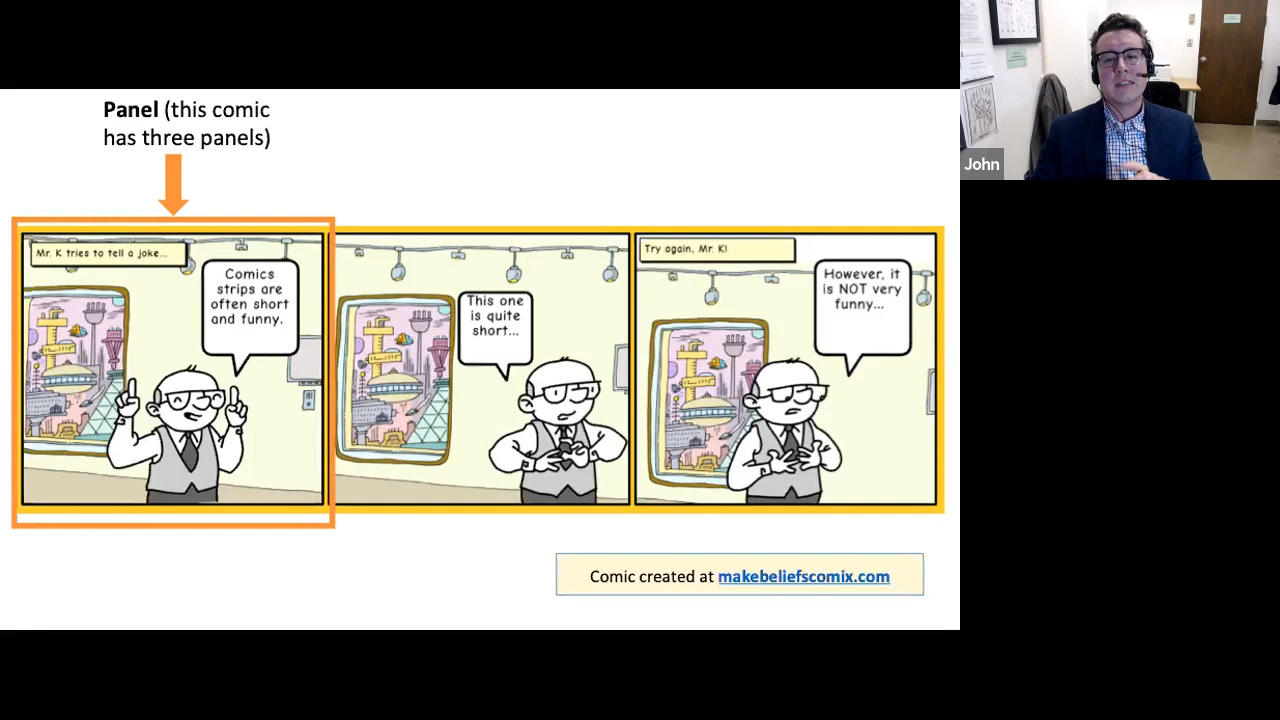 Panel (this comic
has three panels)
John
Mr. K tries to tell a joke...
Comics
strips are
often short
and funny.
This one
is quite
short...
Try again, Mr. K!
However, it
is NOT very
funny...
Comic created at makebeliefscomix.com